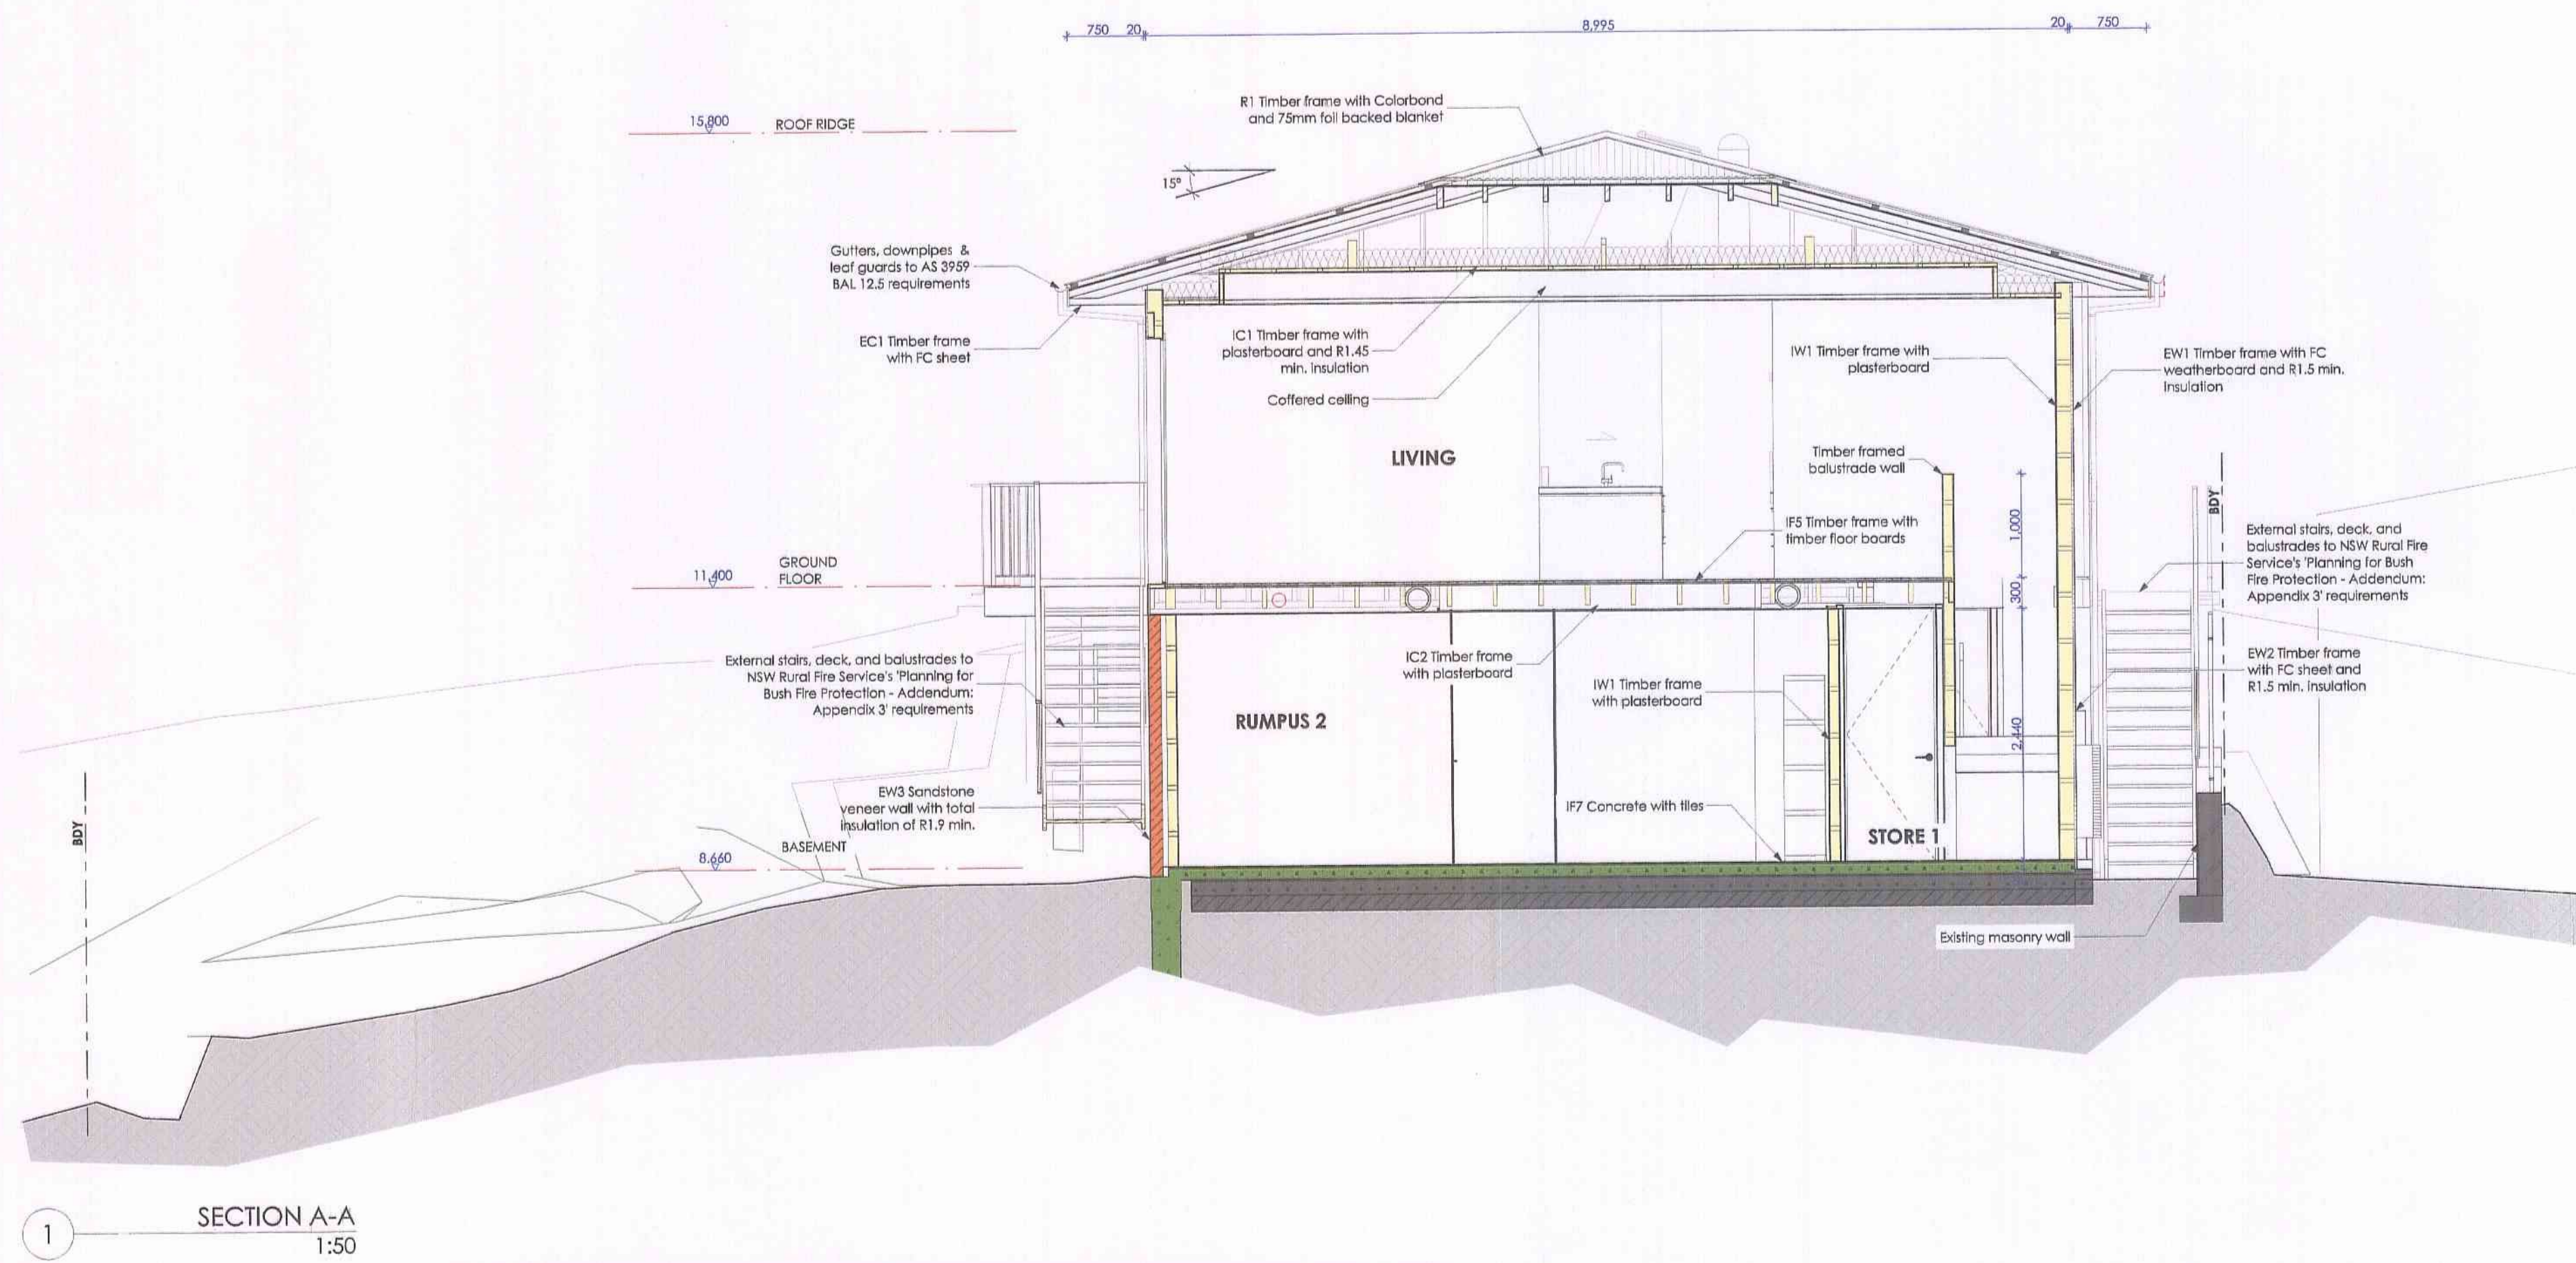 750 20 8,995 20 750
R1 Timber frame with Colorbond
and 75mm foil backed blanket
15,800 ROOF RIDGE
15°
Gutters, downpipes &
leaf guards to AS 3959
BAL 12.5 requirements
EC1 Timber frame
with FC sheet
IC1 Timber frame with
plasterboard and R1.45
min. insulation
Coffered ceiling
IW1 Timber frame with
plasterboard
EW1 Timber frame with FC
weatherboard and R1.5 min.
insulation
LIVING
Timber framed
balustrade wall
1,000
BDY
IF5 Timber frame with
timber floor boards
External stairs, deck, and
balustrades to NSW Rural Fire
Service's 'Planning for Bush
Fire Protection - Addendum:
Appendix 3' requirements
11,400
GROUND
FLOOR
300
External stairs, deck, and balustrades to
NSW Rural Fire Service's 'Planning for
Bush Fire Protection - Addendum:
Appendix 3' requirements
IC2 Timber frame
with plasterboard
IW1 Timber frame
with plasterboard
EW2 Timber frame
with FC sheet and
R1.5 min. insulation
RUMPUS 2
2,440
EW3 Sandstone
veneer wall with total
insulation of R1.9 min.
IF7 Concrete with tiles
STORE 1
BDY
BASEMENT
8,660
Existing masonry wall
1
SECTION A-A
1:50